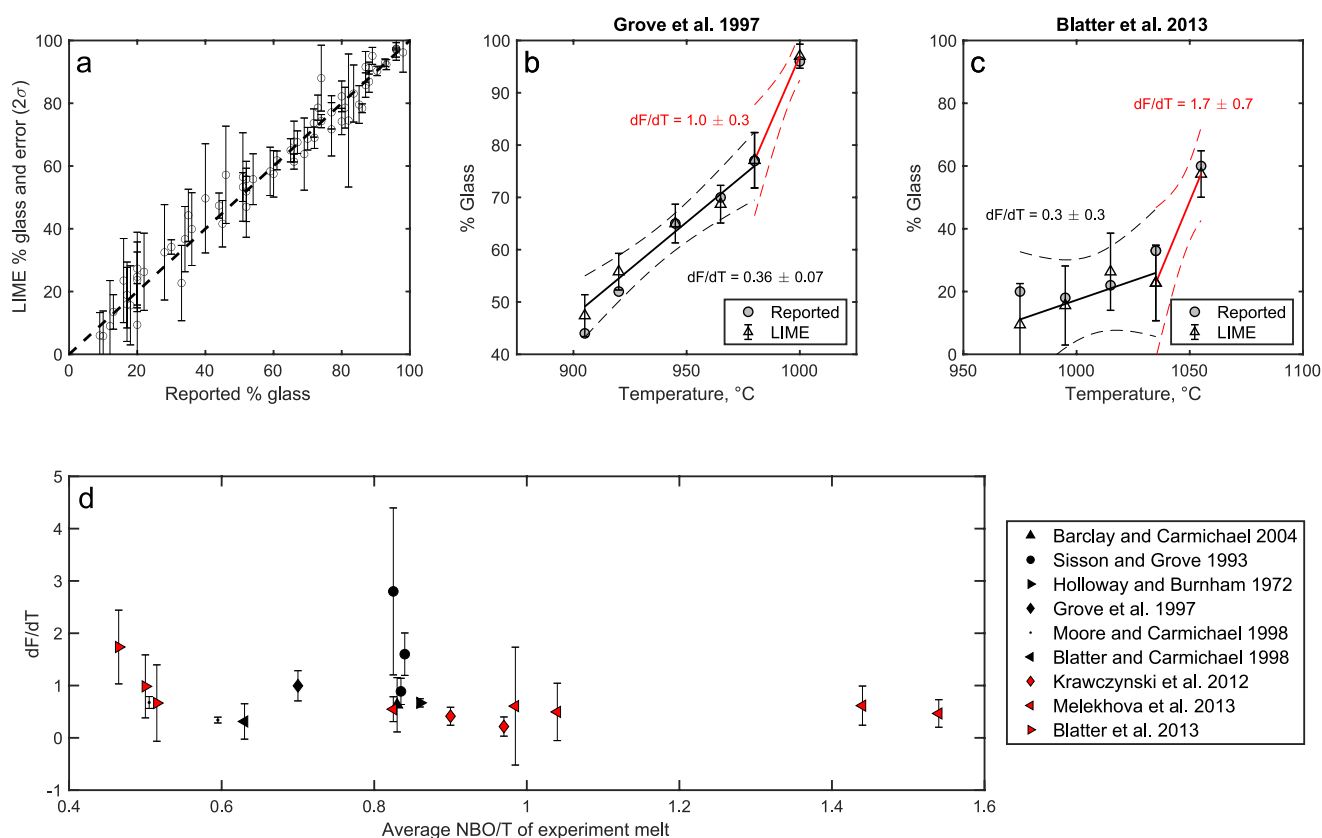 Grove et al. 1997
Blatter et al. 2013
a
LIME % glass and error (2σ)
100
80
60
40
20
0
0 20 40 60 80 100
Reported % glass
b
% Glass
100
90
80
70
60
50
40
dF/dT = 1.0 ± 0.3
dF/dT = 0.36 ± 0.07
Reported
LIME
900 950 1000
Temperature, °C
c
% Glass
100
80
60
40
20
0
dF/dT = 1.7 ± 0.7
dF/dT = 0.3 ± 0.3
Reported
LIME
950 1000 1050 1100
Temperature, °C
d
dF/dT
5
4
3
2
1
0
-1
0.4 0.6 0.8 1 1.2 1.4 1.6
Average NBO/T of experiment melt
Barclay and Carmichael 2004
Sisson and Grove 1993
Holloway and Burnham 1972
Grove et al. 1997
Moore and Carmichael 1998
Blatter and Carmichael 1998
Krawczynski et al. 2012
Melekhova et al. 2013
Blatter et al. 2013